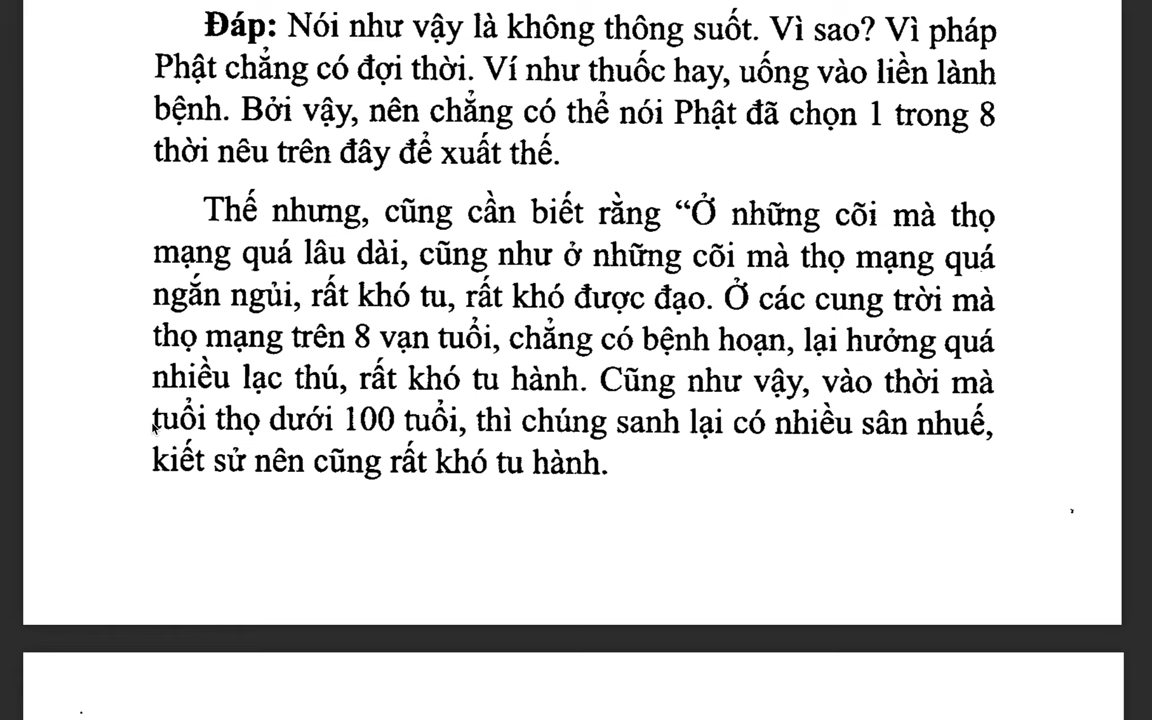 Đáp: Nói như vậy là không thông suốt. Vì sao? Vì pháp
Phật chẳng có đợi thời. Ví như thuốc hay, uống vào liền lành
bệnh. Bởi vậy, nên chẳng có thể nói Phật đã chọn 1 trong 8
thời nêu trên đây để xuất thế.
Thế nhưng, cũng cần biết rằng “Ở những cõi mà thọ
mạng quá lâu dài, cũng như ở những cõi mà thọ mạng quá
ngắn ngủi, rất khó tu, rất khó được đạo. Ở các cung trời mà
thọ mạng trên 8 vạn tuổi, chẳng có bệnh hoạn, lại hưởng quá
nhiều lạc thú, rất khó tu hành. Cũng như vậy, vào thời mà
tuổi thọ dưới 100 tuổi, thì chúng sanh lại có nhiều sân nhuế,
kiết sử nên cũng rất khó tu hành.